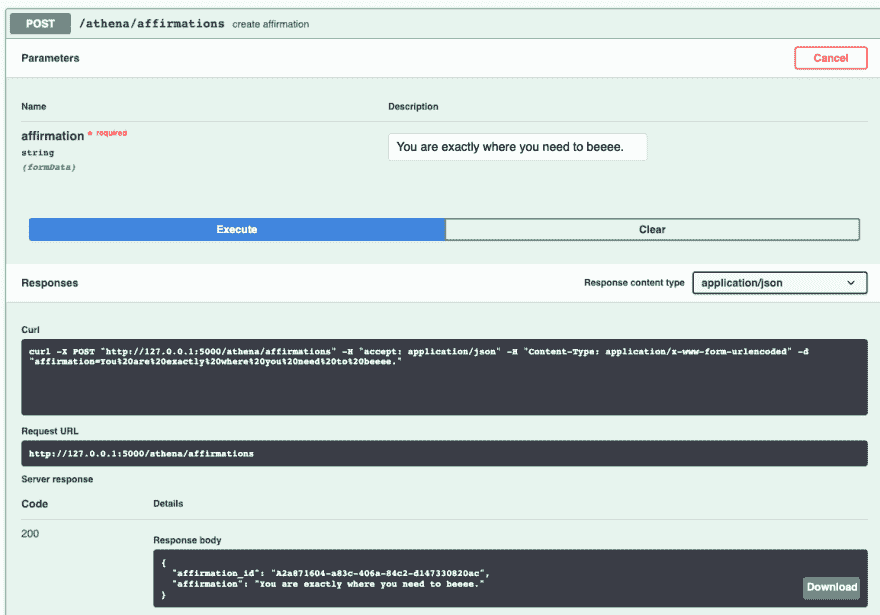 POST /athena/affirmations create affirmation
Parameters
Cancel
Name Description
affirmation * required
string
(formData)
You are exactly where you need to beeee.
Execute Clear
Responses Response content type application/json
Curl
curl -X POST "http://127.0.0.1:5000/athena/affirmations" -H "accept: application/json" -H "Content-Type: application/x-www-form-urlencoded" -d
"affirmation=You%20are%20exactly%20where%20you%20need%20to%20beeee."
Request URL
http://127.0.0.1:5000/athena/affirmations
Server response
Code Details
200
Response body
{
"affirmation_id": "A2a871604-a83c-406a-84c2-d147330820ac",
"affirmation": "You are exactly where you need to beeee."
}
Download